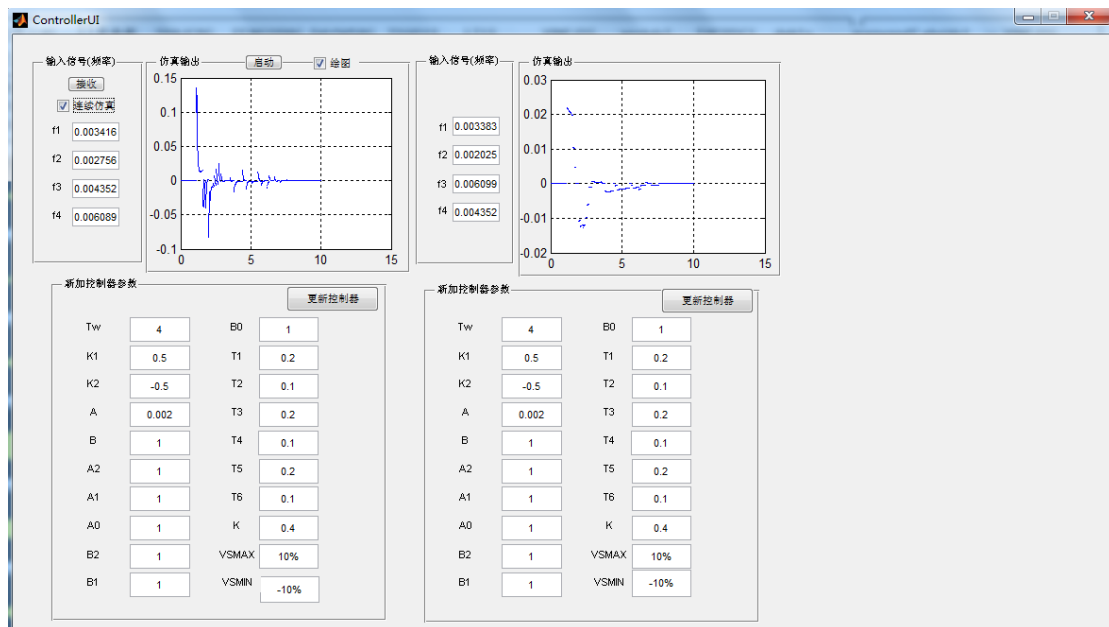 ControllerUI
输入信号(频率)
接收
连续仿真
f1 0.003416
f2 0.002756
f3 0.004352
f4 0.006089
仿真输出
启动
绘图
0.15
0.1
0.05
0
-0.05
-0.1
0 5 10 15
输入信号(频率)
f1 0.003383
f2 0.002025
f3 0.006099
f4 0.004352
仿真输出
0.03
0.02
0.01
0
-0.01
-0.02
0 5 10 15
新加控制器参数
更新控制器
Tw 4 B0 1
K1 0.5 T1 0.2
K2 -0.5 T2 0.1
A 0.002 T3 0.2
B 1 T4 0.1
A2 1 T5 0.2
A1 1 T6 0.1
A0 1 K 0.4
B2 1 VSMAX 10%
B1 1 VSMIN -10%
新加控制器参数
更新控制器
Tw 4 B0 1
K1 0.5 T1 0.2
K2 -0.5 T2 0.1
A 0.002 T3 0.2
B 1 T4 0.1
A2 1 T5 0.2
A1 1 T6 0.1
A0 1 K 0.4
B2 1 VSMAX 10%
B1 1 VSMIN -10%